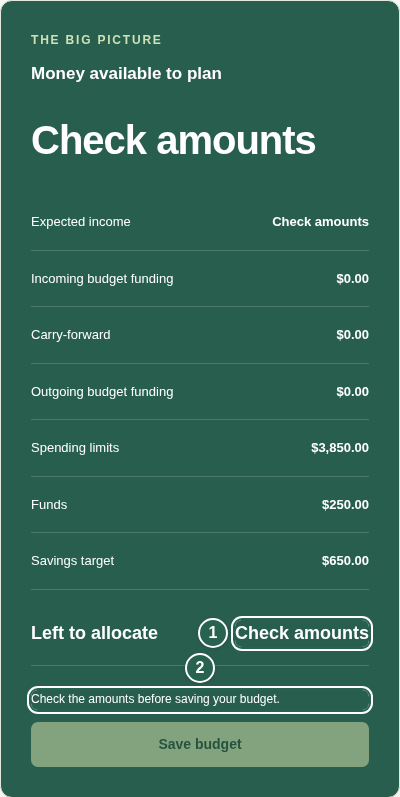 THE BIG PICTURE
Money available to plan
Check amounts
Expected income Check amounts
Incoming budget funding $0.00
Carry-forward $0.00
Outgoing budget funding $0.00
Spending limits $3,850.00
Funds $250.00
Savings target $650.00
Left to allocate 1 Check amounts
2
Check the amounts before saving your budget.
Save budget